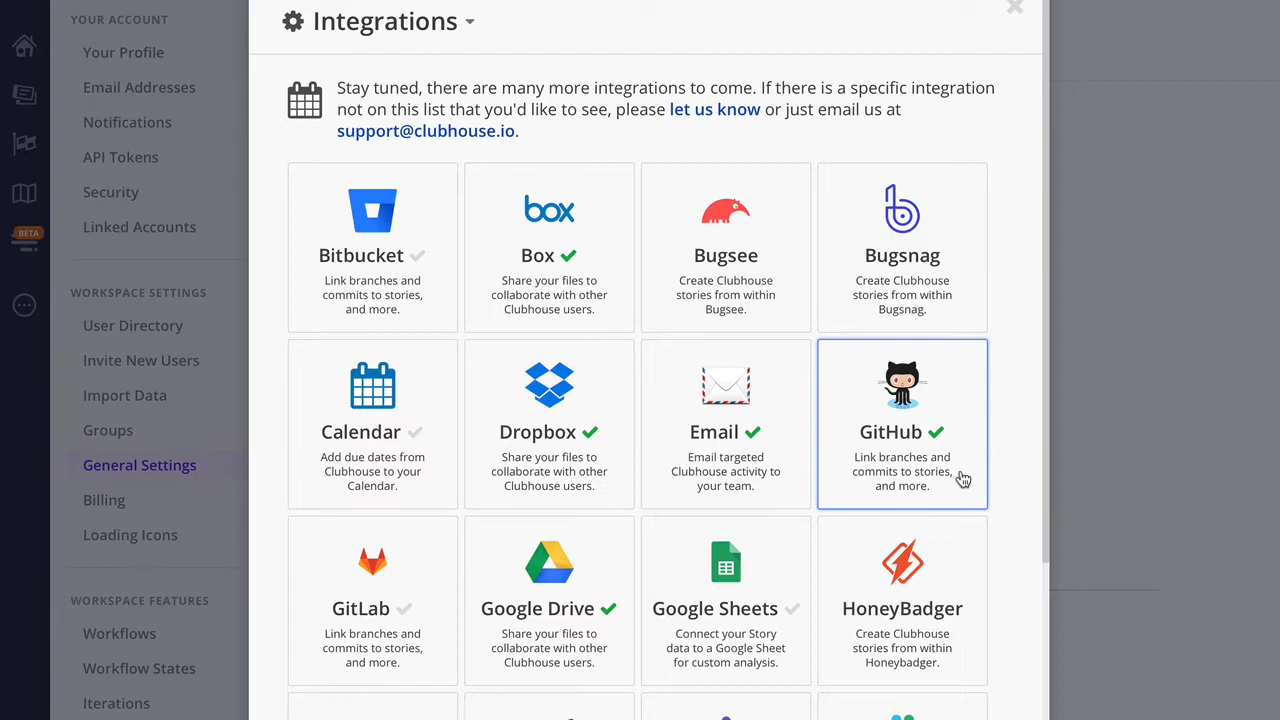 YOUR ACCOUNT
Your Profile
Email Addresses
Notifications
API Tokens
Security
Linked Accounts
BETA
WORKSPACE SETTINGS
User Directory
Invite New Users
Import Data
Groups
General Settings
Billing
Loading Icons
WORKSPACE FEATURES
Workflows
Workflow States
Iterations
Integrations
Stay tuned, there are many more integrations to come. If there is a specific integration
not on this list that you'd like to see, please let us know or just email us at
support@clubhouse.io.
box
Bitbucket
Link branches and
commits to stories,
and more.
Box
Share your files to
collaborate with other
Clubhouse users.
Bugsee
Create Clubhouse
stories from within
Bugsee.
Bugsnag
Create Clubhouse
stories from within
Bugsnag.
Calendar
Add due dates from
Clubhouse to your
Calendar.
Dropbox
Share your files to
collaborate with other
Clubhouse users.
Email
Email targeted
Clubhouse activity to
your team.
GitHub
Link branches and
commits to stories,
and more.
GitLab
Link branches and
commits to stories,
and more.
Google Drive
Share your files to
collaborate with other
Clubhouse users.
Google Sheets
Connect your Story
data to a Google Sheet
for custom analysis.
HoneyBadger
Create Clubhouse
stories from within
Honeybadger.